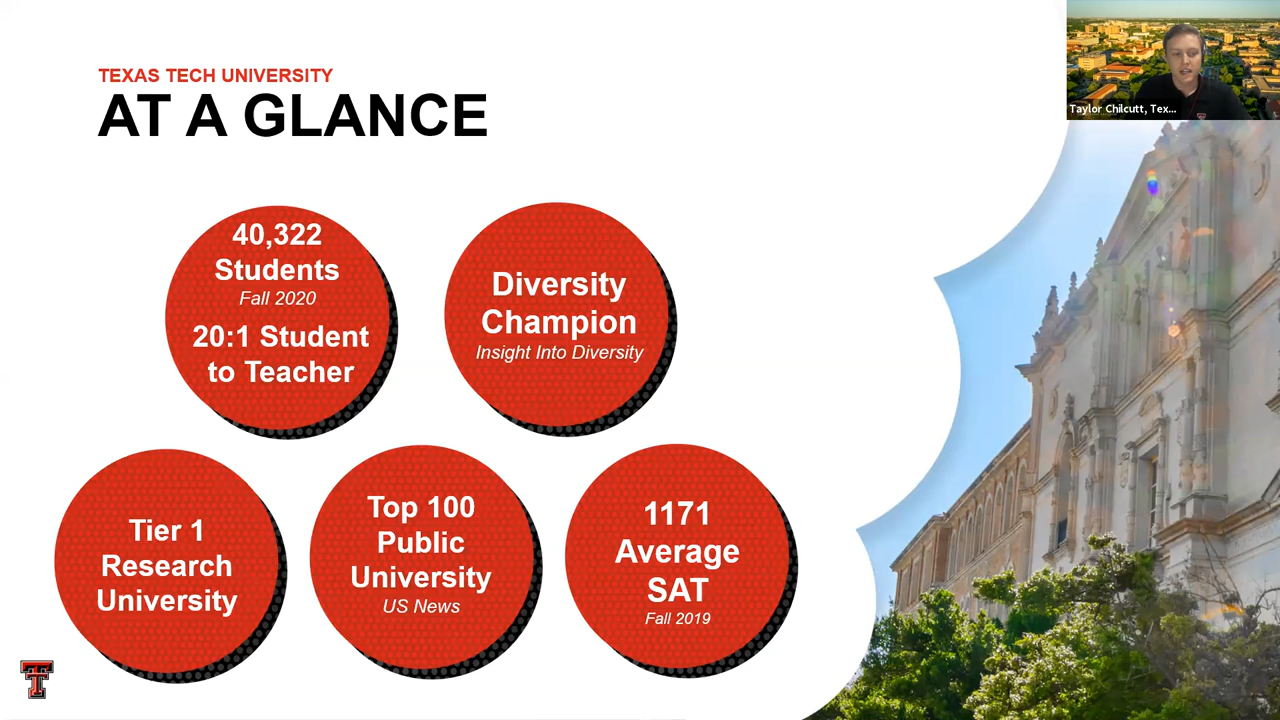 TEXAS TECH UNIVERSITY
AT A GLANCE
Taylor Chilcutt, Tex...
40,322
Students
Fall 2020
20:1 Student
to Teacher
Diversity
Champion
Insight Into Diversity
Tier 1
Research
University
Top 100
Public
University
US News
1171
Average
SAT
Fall 2019